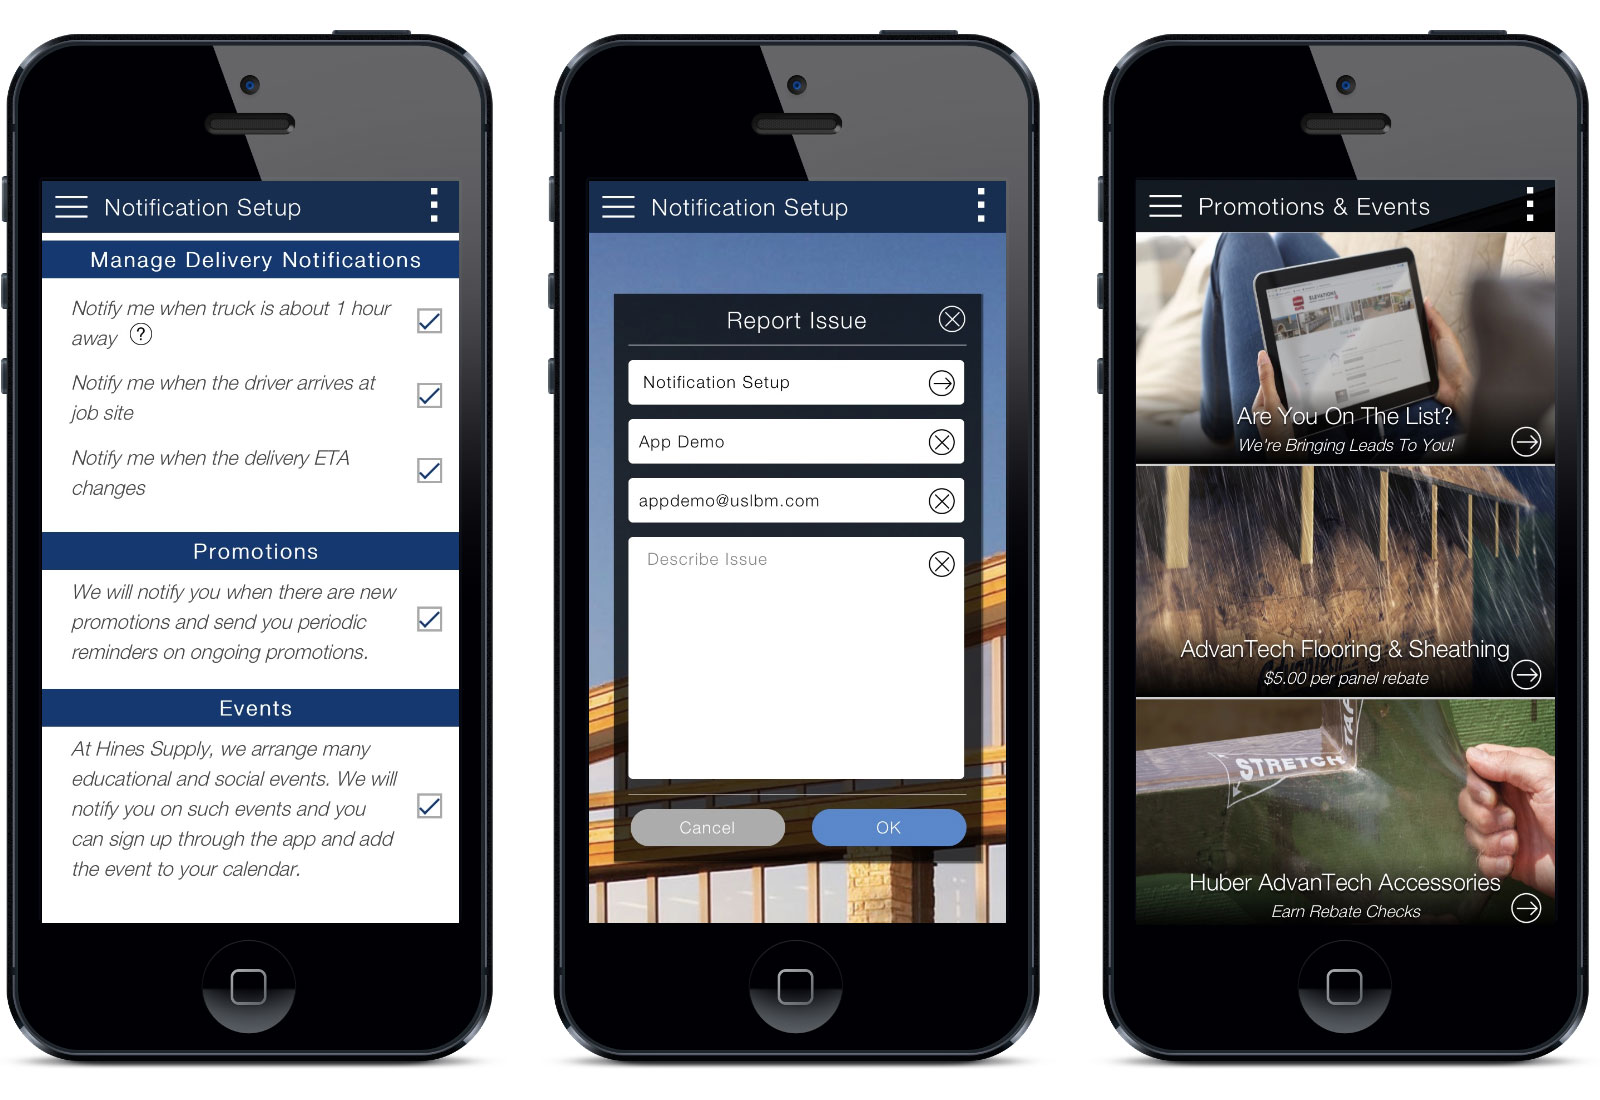 Notification Setup
Manage Delivery Notifications
Notify me when truck is about 1 hour
away ?
Notify me when the driver arrives at
job site
Notify me when the delivery ETA
changes
Promotions
We will notify you when there are new
promotions and send you periodic
reminders on ongoing promotions.
Events
At Hines Supply, we arrange many
educational and social events. We will
notify you on such events and you
can sign up through the app and add
the event to your calendar.
Notification Setup
Report Issue
Notification Setup
App Demo
appdemo@uslbm.com
Describe Issue
Cancel
OK
Promotions & Events
ELEVATIONS
Are You On The List?
We're Bringing Leads To You!
AdvanTech Flooring & Sheathing
$5.00 per panel rebate
STRETCH
TAP
Huber AdvanTech Accessories
Earn Rebate Checks